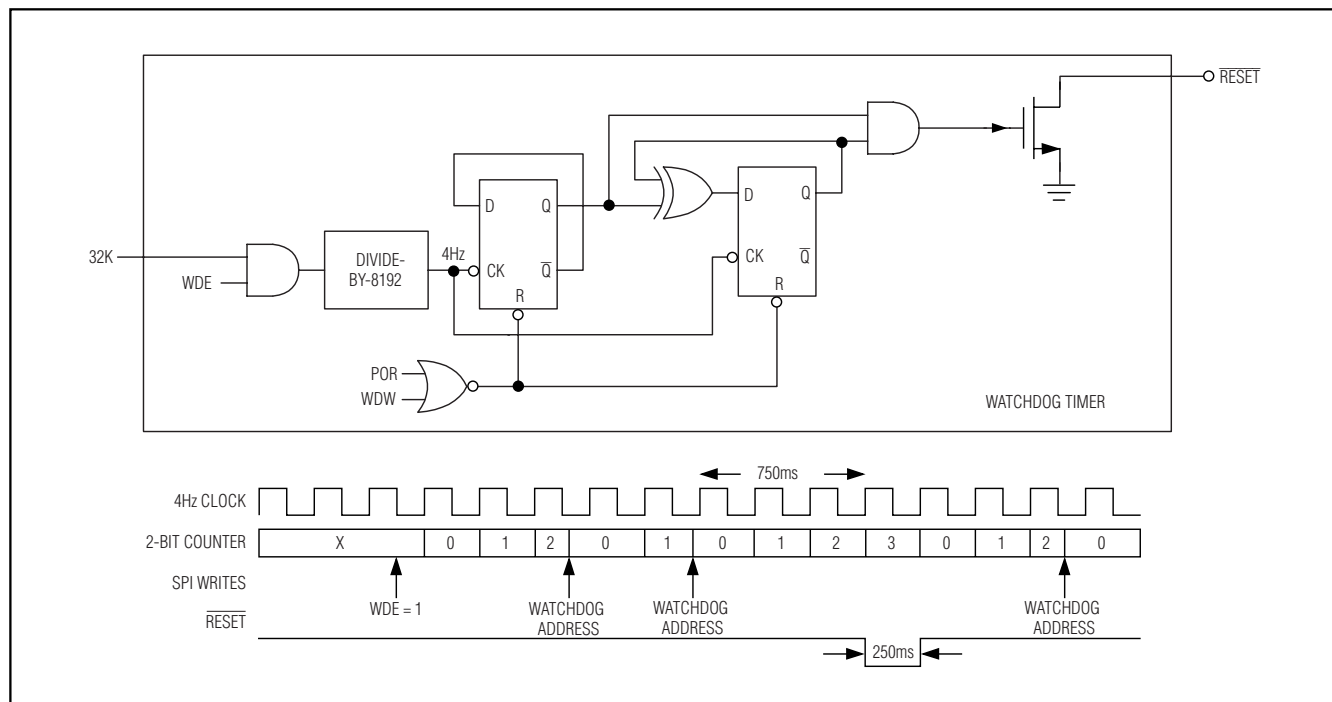 RESET
32K
WDE
DIVIDE-
BY-8192
4Hz
D
Q
CK
Q
R
D
Q
CK
Q
R
POR
WDW
WATCHDOG TIMER
750ms
4Hz CLOCK
2-BIT COUNTER X 0 1 2 0 1 0 1 2 3 0 1 2 0
SPI WRITES
WDE = 1
WATCHDOG
ADDRESS
WATCHDOG
ADDRESS
WATCHDOG
ADDRESS
RESET
250ms